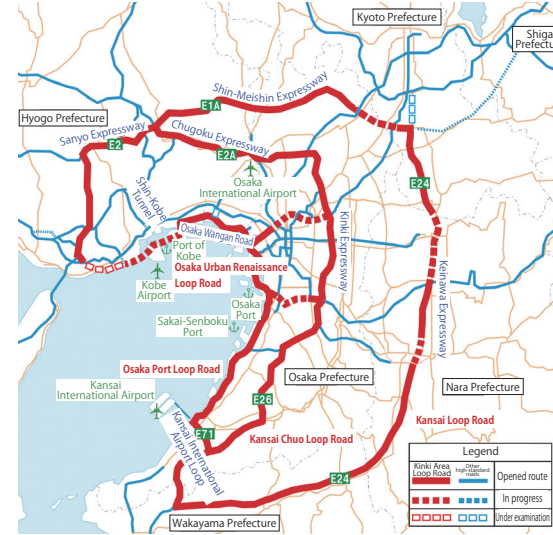 Kyoto Prefecture
Shiga
Prefectu
Shin-Meishin Expressway
E1A
Hyogo Prefecture
Sanyo Expressway
E2
Chugoku Expressway
E2A
E24
Osaka
International Airport
Shin-Kobe
Tunnel
Osaka Wangan Road
Port of
Kobe
Kinki Expressway
Keinawa Expressway
Osaka Urban Renaissance
Loop Road
Kobe
Airport
Osaka
Port
Sakai-Senboku
Port
Osaka Port Loop Road
Osaka Prefecture
Kansai
International Airport
Nara Prefecture
E26
Kansai Loop Road
E71
Kansai Chuo Loop Road
Kansai International
Airport Loop
E24
Wakayama Prefecture
Legend
Kinki Area
Loop Road
Other
high-standard
roads
Opened route
In progress
Under examination